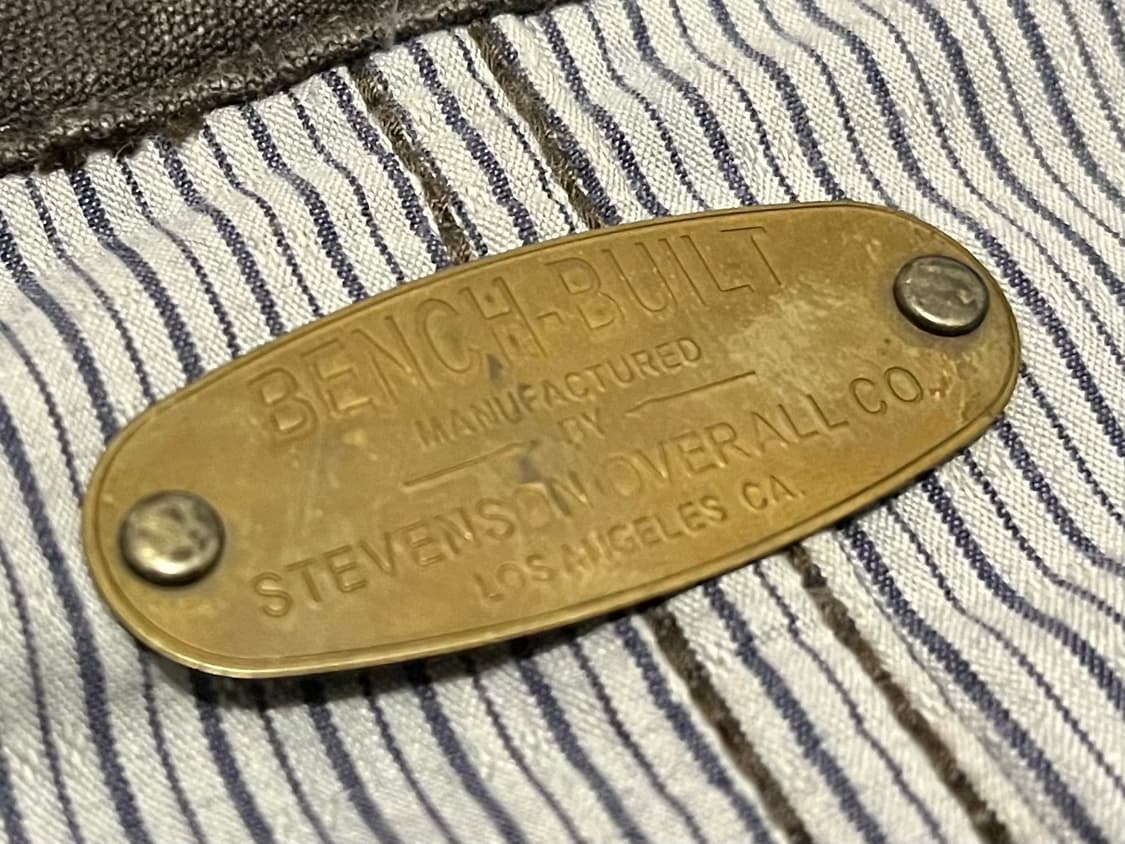 BENCH-BUILT
MANUFACTURED
BY
STEVENSON OVERALL CO.
LOS ANGELES CA.